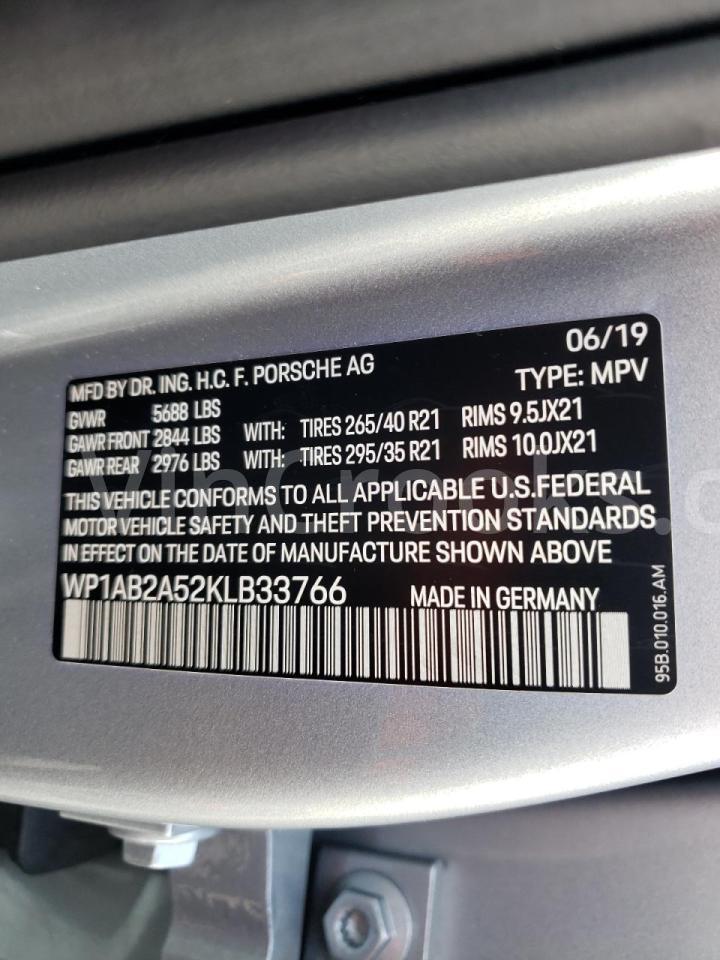 06/19
MFD BY DR. ING. H.C. F. PORSCHE AG TYPE: MPV
GVWR 5688 LBS
GAWR FRONT 2844 LBS WITH: TIRES 265/40 R21 RIMS 9.5JX21
GAWR REAR 2976 LBS WITH: TIRES 295/35 R21 RIMS 10.0JX21
THIS VEHICLE CONFORMS TO ALL APPLICABLE U.S.FEDERAL
MOTOR VEHICLE SAFETY AND THEFT PREVENTION STANDARDS
IN EFFECT ON THE DATE OF MANUFACTURE SHOWN ABOVE
WP1AB2A52KLB33766 MADE IN GERMANY
95B.010.016.AM